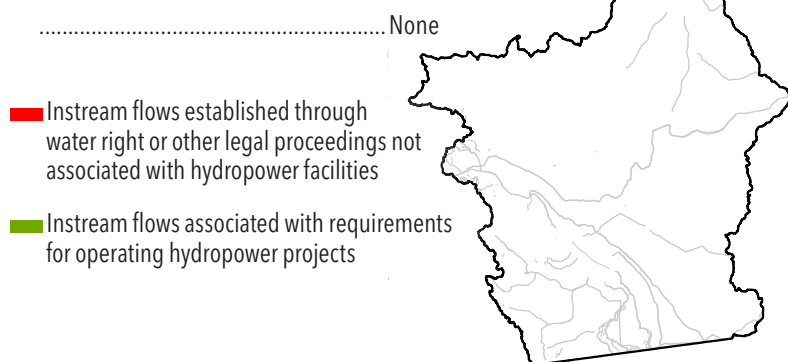 ...................................................................None
Instream flows established through
water right or other legal proceedings not
associated with hydropower facilities
Instream flows associated with requirements
for operating hydropower projects